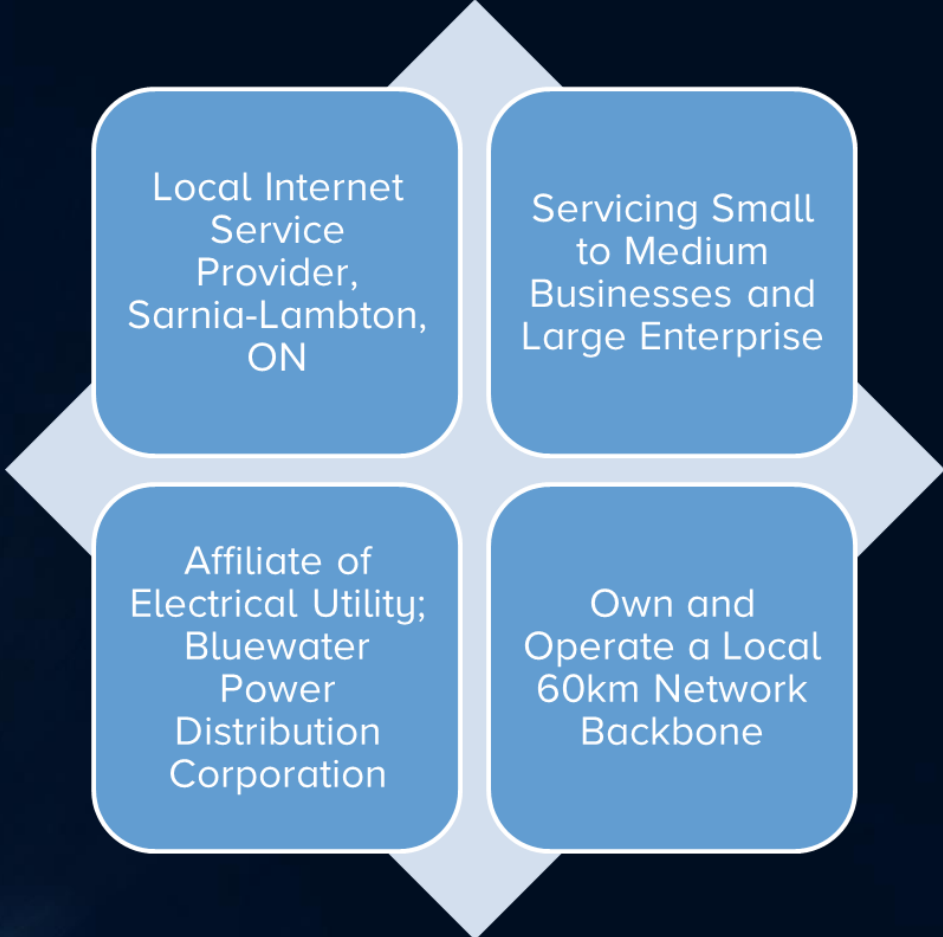 Local Internet
Service
Provider,
Sarnia-Lambton,
ON
Servicing Small
to Medium
Businesses and
Large Enterprise
Affiliate of
Electrical Utility;
Bluewater
Power
Distribution
Corporation
Own and
Operate a Local
60km Network
Backbone